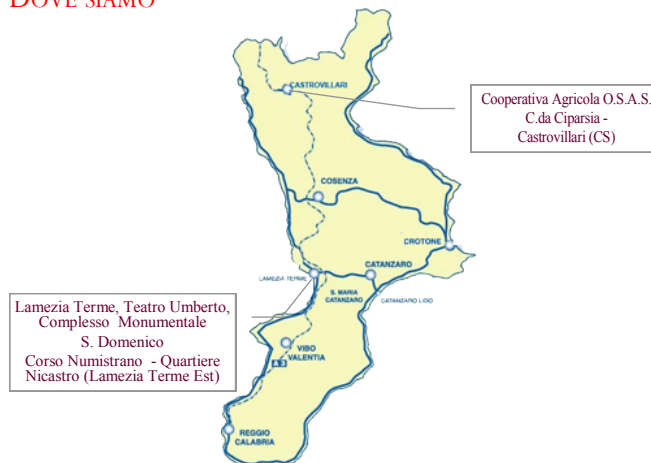 DOVE SIAMO
CASTROVILLARI
Cooperativa Agricola O.S.A.S.
C.da Ciparsia -
Castrovillari (CS)
COSENZA
CROTONE
CATANZARO
LAMEZIA TERME
S. MARIA
CATANZARO
CATANZARO LIDO
Lamezia Terme, Teatro Umberto,
Complesso Monumentale
S. Domenico
Corso Numistrano - Quartiere
Nicastro (Lamezia Terme Est)
VIBO
VALENTIA
A 3
REGGIO
CALABRIA